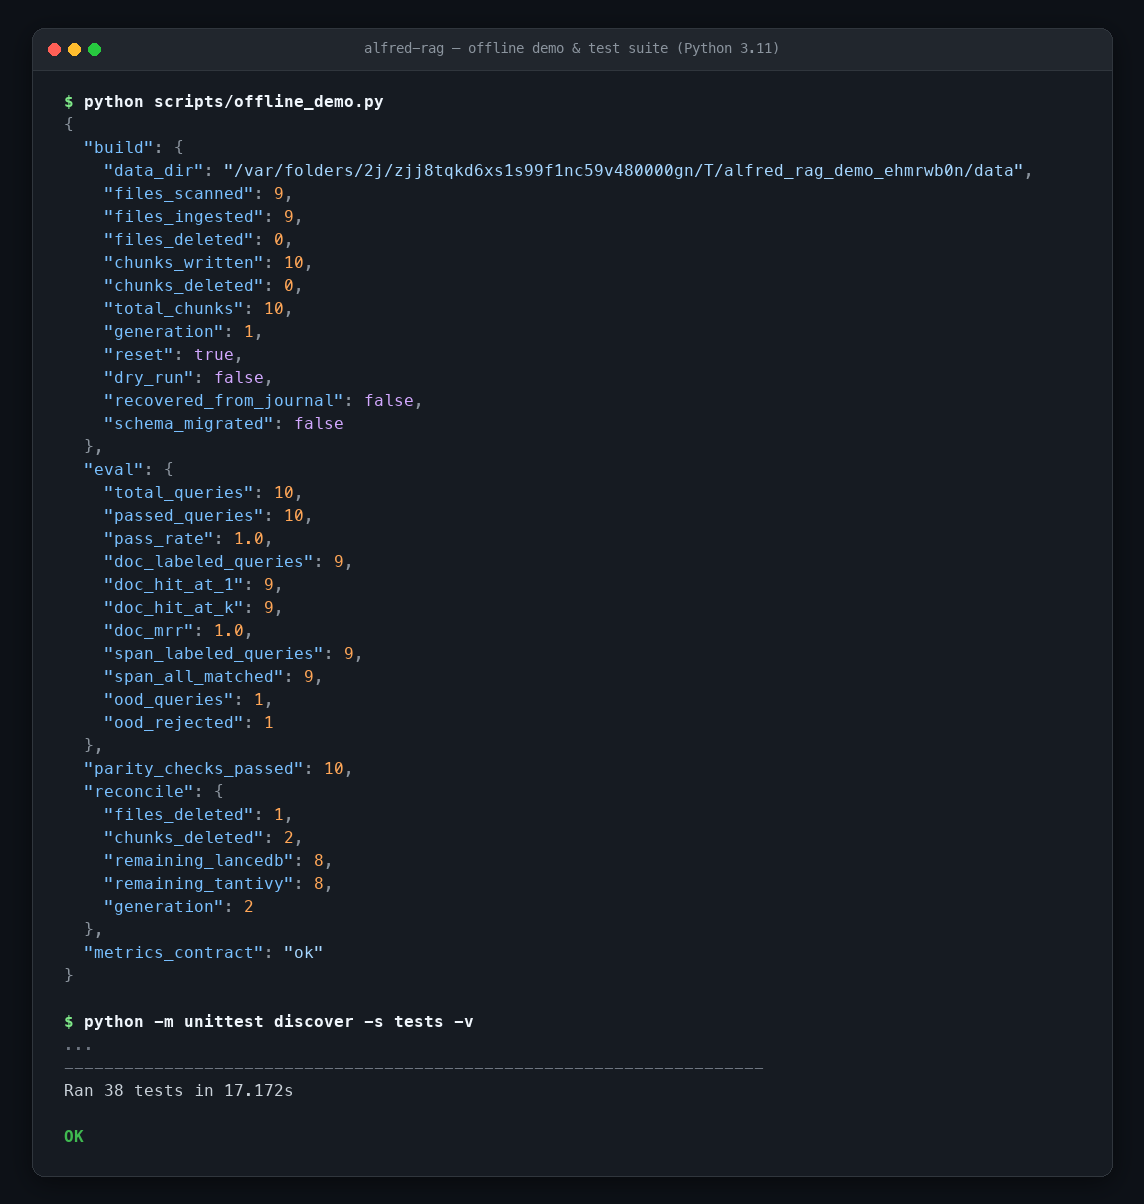 alfred-rag — offline demo & test suite (Python 3.11)
$ python scripts/offline_demo.py
{
  "build": {
    "data_dir": "/var/folders/2j/zjj8tqkd6xs1s99f1nc59v480000gn/T/alfred_rag_demo_ehmrwb0n/data",
    "files_scanned": 9,
    "files_ingested": 9,
    "files_deleted": 0,
    "chunks_written": 10,
    "chunks_deleted": 0,
    "total_chunks": 10,
    "generation": 1,
    "reset": true,
    "dry_run": false,
    "recovered_from_journal": false,
    "schema_migrated": false
  },
  "eval": {
    "total_queries": 10,
    "passed_queries": 10,
    "pass_rate": 1.0,
    "doc_labeled_queries": 9,
    "doc_hit_at_1": 9,
    "doc_hit_at_k": 9,
    "doc_mrr": 1.0,
    "span_labeled_queries": 9,
    "span_all_matched": 9,
    "ood_queries": 1,
    "ood_rejected": 1
  },
  "parity_checks_passed": 10,
  "reconcile": {
    "files_deleted": 1,
    "chunks_deleted": 2,
    "remaining_lancedb": 8,
    "remaining_tantivy": 8,
    "generation": 2
  },
  "metrics_contract": "ok"
}
$ python -m unittest discover -s tests -v
...
----------------------------------------------------------------------
Ran 38 tests in 17.172s
OK